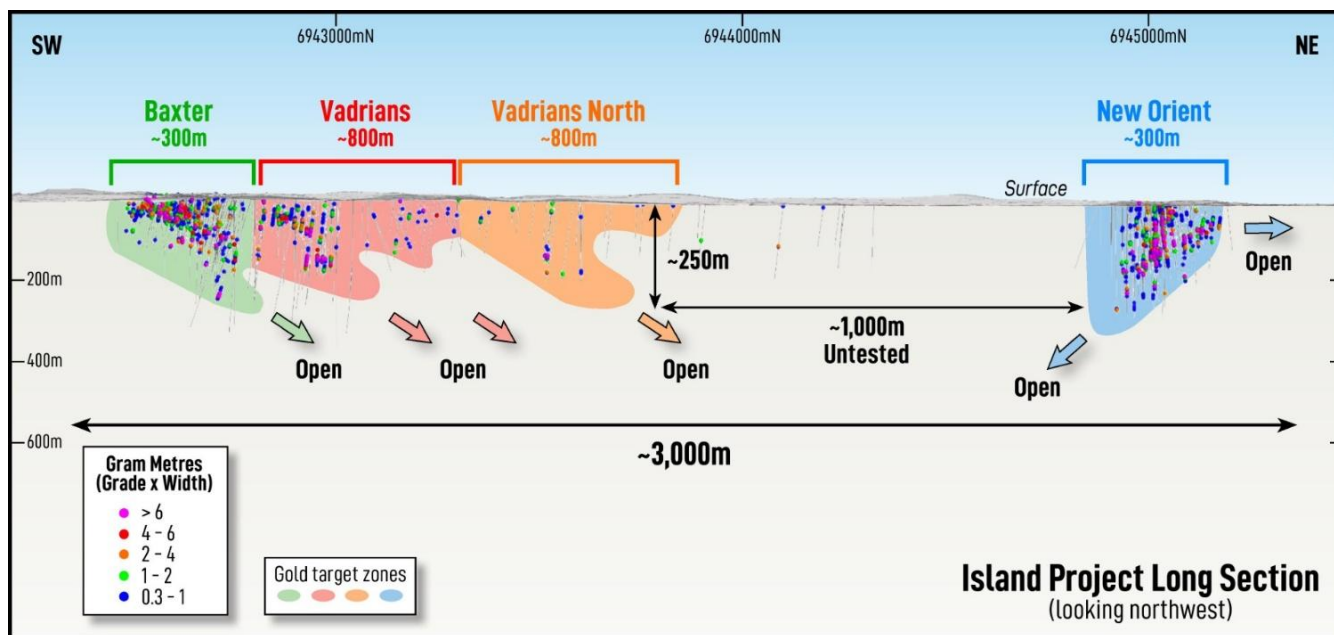 SW
6943000mN
6944000mN
6945000mN
NE
Baxter
~300m
Vadrians
~800m
Vadrians North
~800m
New Orient
~300m
Surface
200m
400m
600m
~250m
~1,000m
Untested
Open
Open
Open
Open
Open
~3,000m
Gram Metres
(Grade x Width)
> 6
4 - 6
2 - 4
1 - 2
0.3 - 1
Gold target zones
Island Project Long Section
(looking northwest)